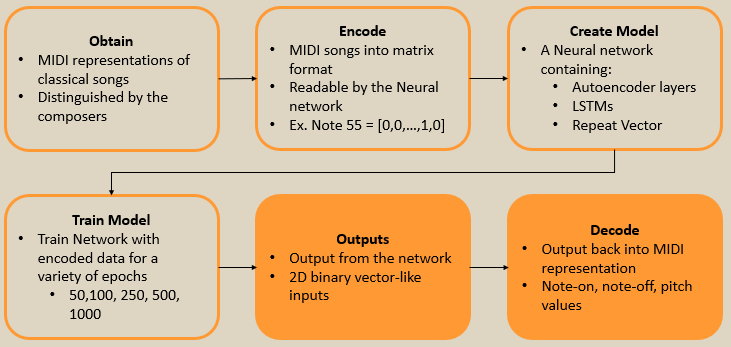 Obtain
• MIDI representations of
classical songs
• Distinguished by the
composers
Encode
• MIDI songs into matrix
format
• Readable by the Neural
network
• Ex. Note 55 = [0,0,…,1,0]
Create Model
• A Neural network
containing:
• Autoencoder layers
• LSTMs
• Repeat Vector
Train Model
• Train Network with
encoded data for a
variety of epochs
• 50,100, 250, 500,
1000
Outputs
• Output from the network
• 2D binary vector-like
inputs
Decode
• Output back into MIDI
representation
• Note-on, note-off, pitch
values